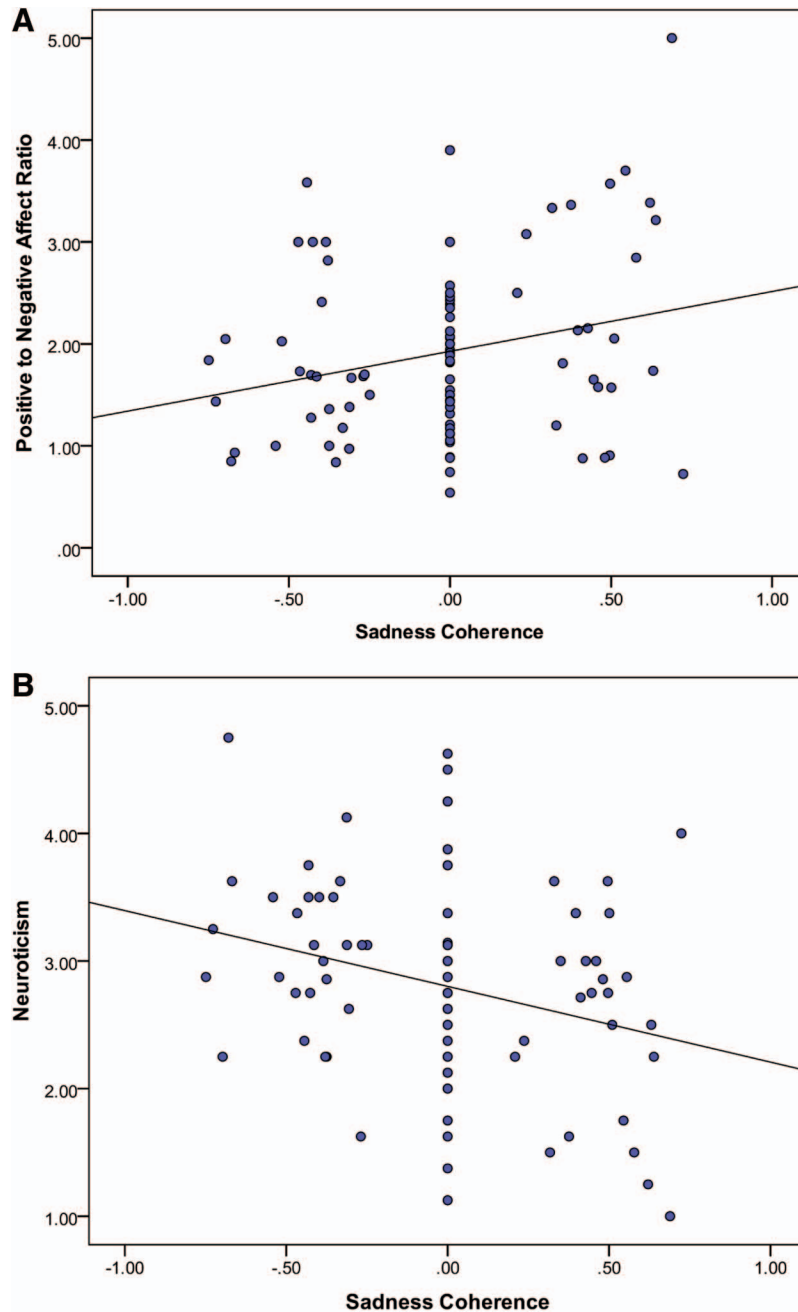 A
Positive to Negative Affect Ratio
5.00
4.00
3.00
2.00
1.00
.00
-1.00 -.50 .00 .50 1.00
Sadness Coherence
B
Neuroticism
5.00
4.00
3.00
2.00
1.00
-1.00 -.50 .00 .50 1.00
Sadness Coherence